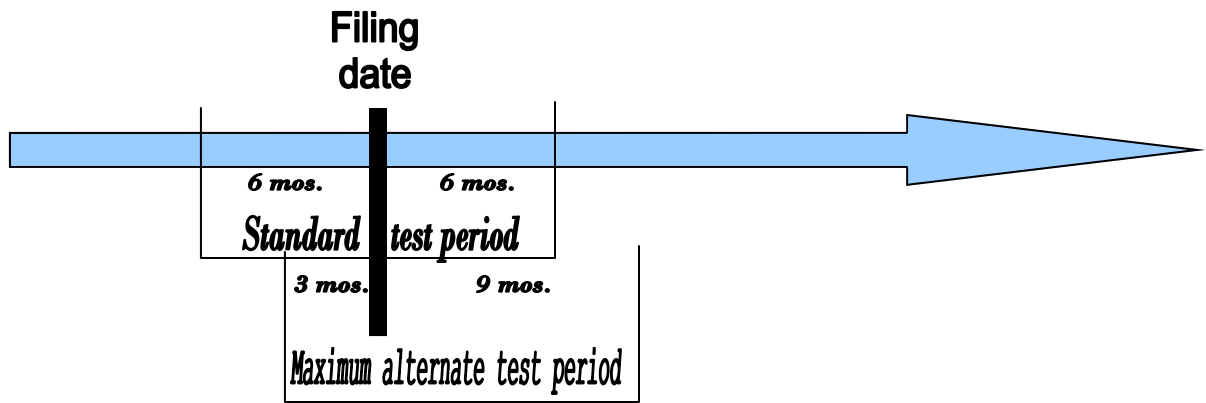 Filing
date
6 mos. 6 mos.
Standard test period
3 mos. 9 mos.
Maximum alternate test period